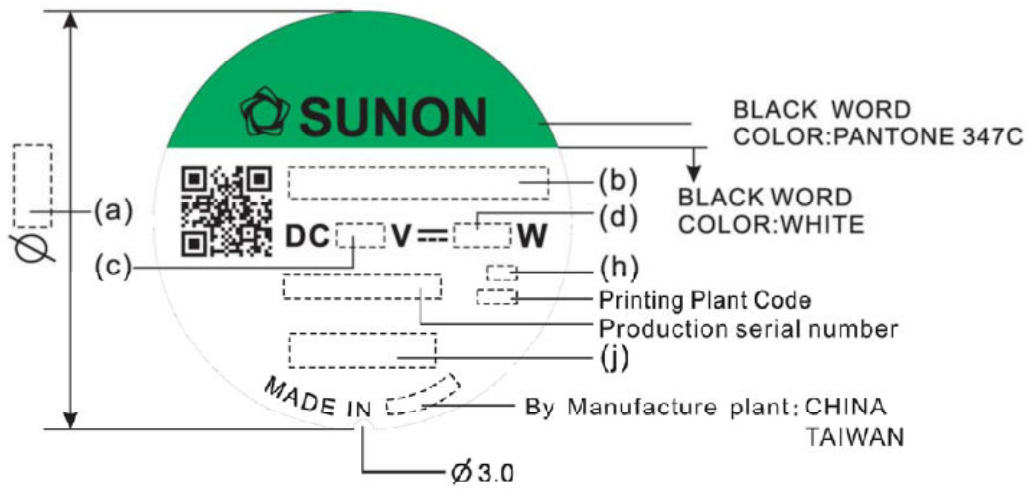 SUNON
BLACK WORD
COLOR:PANTONE 347C
BLACK WORD
COLOR:WHITE
(a)
Ø
(b)
(d)
DC V W
(c)
(h)
Printing Plant Code
Production serial number
(j)
MADE IN
By Manufacture plant: CHINA
TAIWAN
Ø3.0